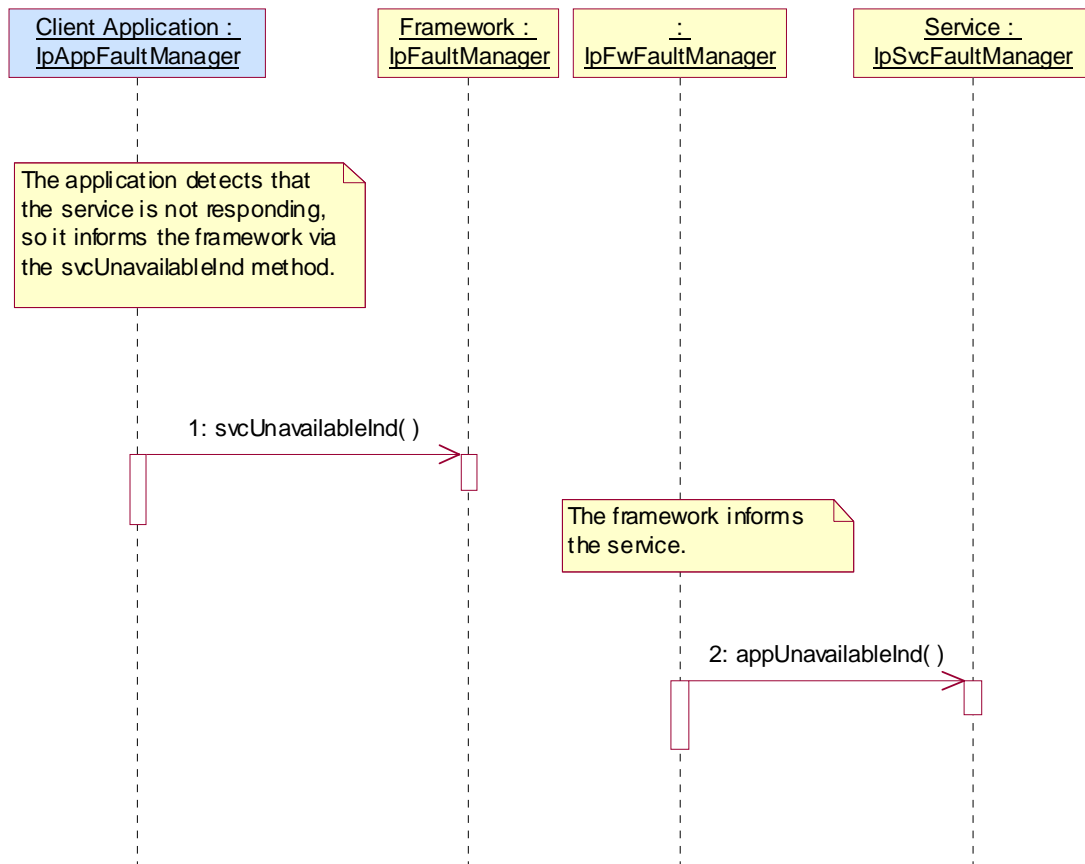 Client Application :
IpAppFaultManager
Framework :
IpFaultManager
:
IpFwFaultManager
Service :
IpSvcFaultManager
The application detects that
the service is not responding,
so it informs the framework via
the svcUnavailableInd method.
1: svcUnavailableInd( )
The framework informs
the service.
2: appUnavailableInd( )